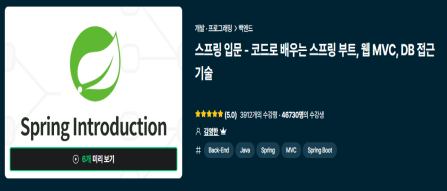 Spring Introduction
6개 미리 보기
개발 · 프로그래밍 > 백엔드
스프링 입문 - 코드로 배우는 스프링 부트, 웹 MVC, DB 접근
기술
★★★★★ (5.0) 3912개의 수강평 · 46730명의 수강생
김영한
# Back-End Java Spring MVC Spring Boot